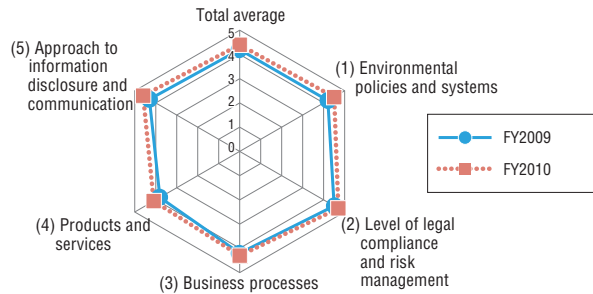 Total average
5
4
3
2
1
0
(1) Environmental
policies and systems
(2) Level of legal
compliance
and risk
management
(3) Business processes
(4) Products and
services
(5) Approach to
information
disclosure and
communication
FY2009
FY2010